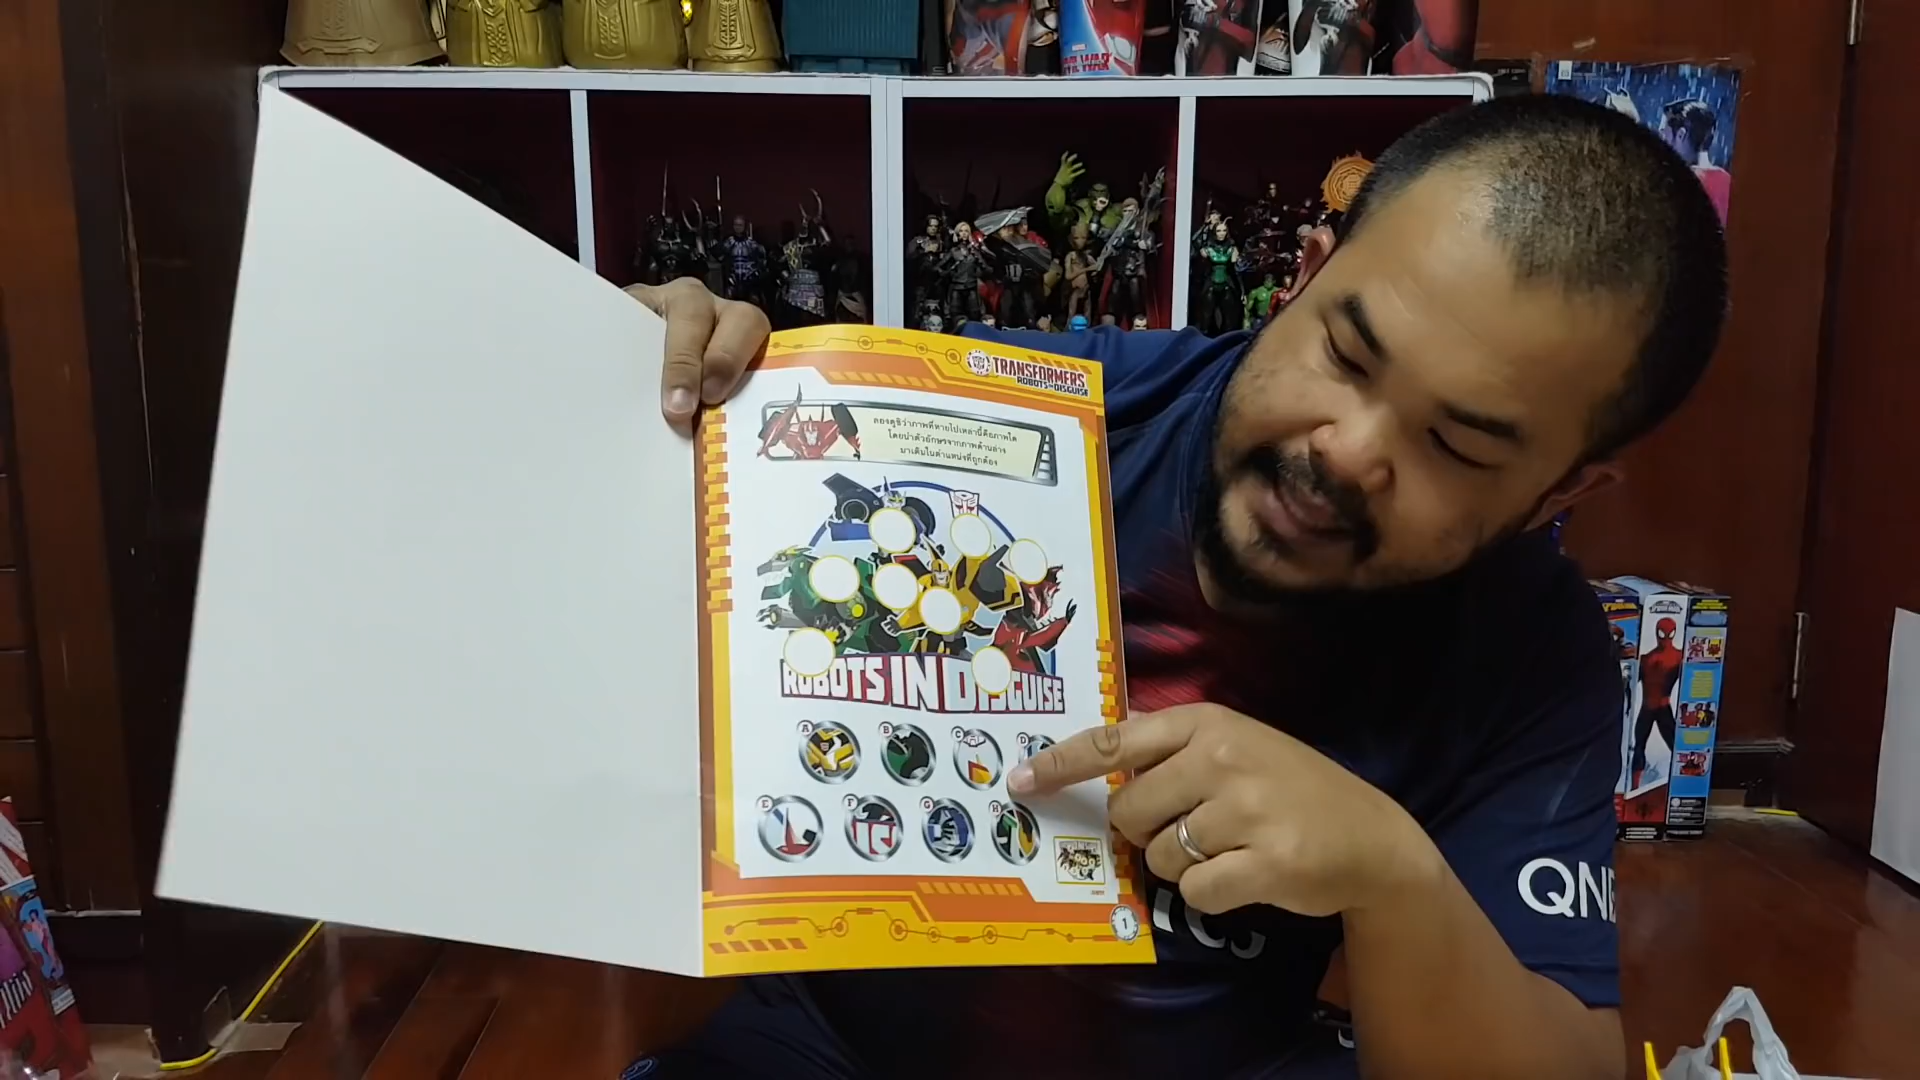 WAR
TRANSFORMERS
ROBOTS IN DISGUISE
ลองดูซิว่าภาพที่หายไปเหล่านี้คือภาพใด
โดยนำตัวอักษรจากภาพด้านล่าง
มาเติมในตำแหน่งที่ถูกต้อง
ROBOTS IN DISGUISE
A B C D
E F G H
1
QNB